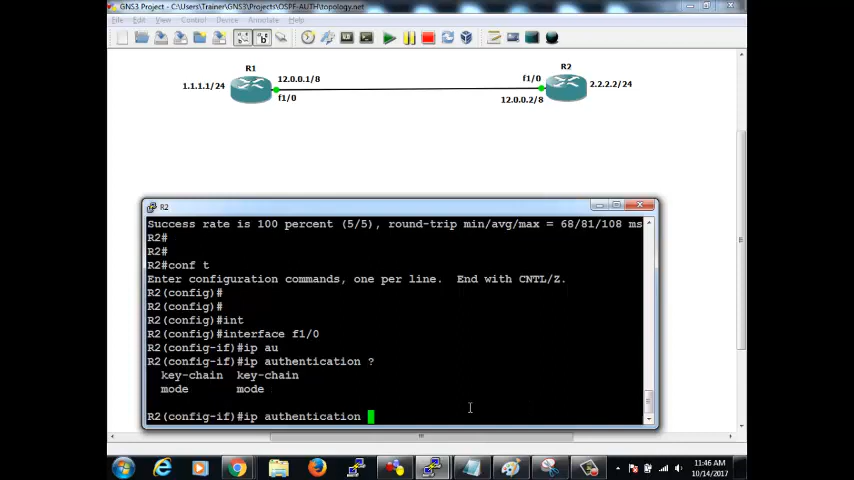 GNS3 Project - C:\Users\Trainer\GNS3\Projects\OSPF-AUTH\topology.net
File Edit View Control Device Annotate Help
R1
R2
1.1.1.1/24
12.0.0.1/8
f1/0
f1/0
12.0.0.2/8
2.2.2.2/24
R2
Success rate is 100 percent (5/5), round-trip min/avg/max = 68/81/108 ms
R2#
R2#
R2#conf t
Enter configuration commands, one per line.  End with CNTL/Z.
R2(config)#
R2(config)#
R2(config)#int
R2(config)#interface f1/0
R2(config-if)#ip au
R2(config-if)#ip authentication ?
  key-chain  key-chain
  mode       mode
R2(config-if)#ip authentication
11:46 AM
10/14/2017